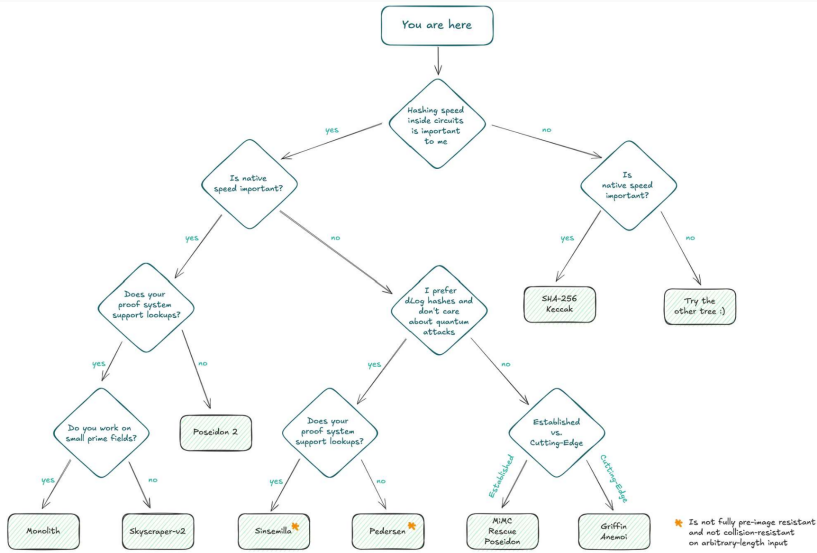 You are here
Hashing speed
inside circuits
is important
to me
yes
no
Is native
speed important?
Is
native speed
important?
yes
no
yes
no
Does your
proof system
support lookups?
I prefer
dLog hashes and
don't care
about quantum
attacks
SHA-256
Keccak
Try the
other tree :)
yes
no
yes
no
Do you work on
small prime fields?
Poseidon 2
Does your
proof system
support lookups?
Established
vs.
Cutting-Edge
yes
no
yes
no
Established
Cutting-Edge
Monolith
Skyscraper-v2
Sinsemilla
Pedersen
MiMC
Rescue
Poseidon
Griffin
Anemoi
Is not fully pre-image resistant
and not collision-resistant
on arbitrary-length input